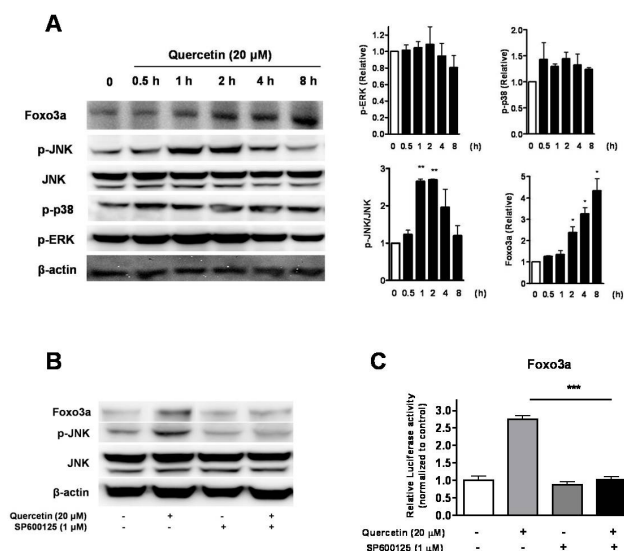 A
Quercetin (20 μM)
0 0.5 h 1 h 2 h 4 h 8 h
Foxo3a
p-JNK
JNK
p-p38
p-ERK
β-actin
p-ERK (Relative)
1.2
1.0
0.8
0.6
0.4
0.2
0.0
0 0.5 1 2 4 8 (h)
p-p38 (Relative)
2.0
1.5
1.0
0.5
0.0
0 0.5 1 2 4 8 (h)
p-JNK/JNK
3
2
1
0
** **
0 0.5 1 2 4 8 (h)
Foxo3a (Relative)
5
4
3
2
1
0
* * *
0 0.5 1 2 4 8 (h)
B
Foxo3a
p-JNK
JNK
β-actin
Quercetin (20 μM) - + - +
SP600125 (1 μM) - - + +
C
Foxo3a
Relative Luciferase activity
(normalized to control)
3.0
2.5
2.0
1.5
1.0
0.5
0.0
***
Quercetin (20 μM) - + - +
SP600125 (1 μM) - - + +